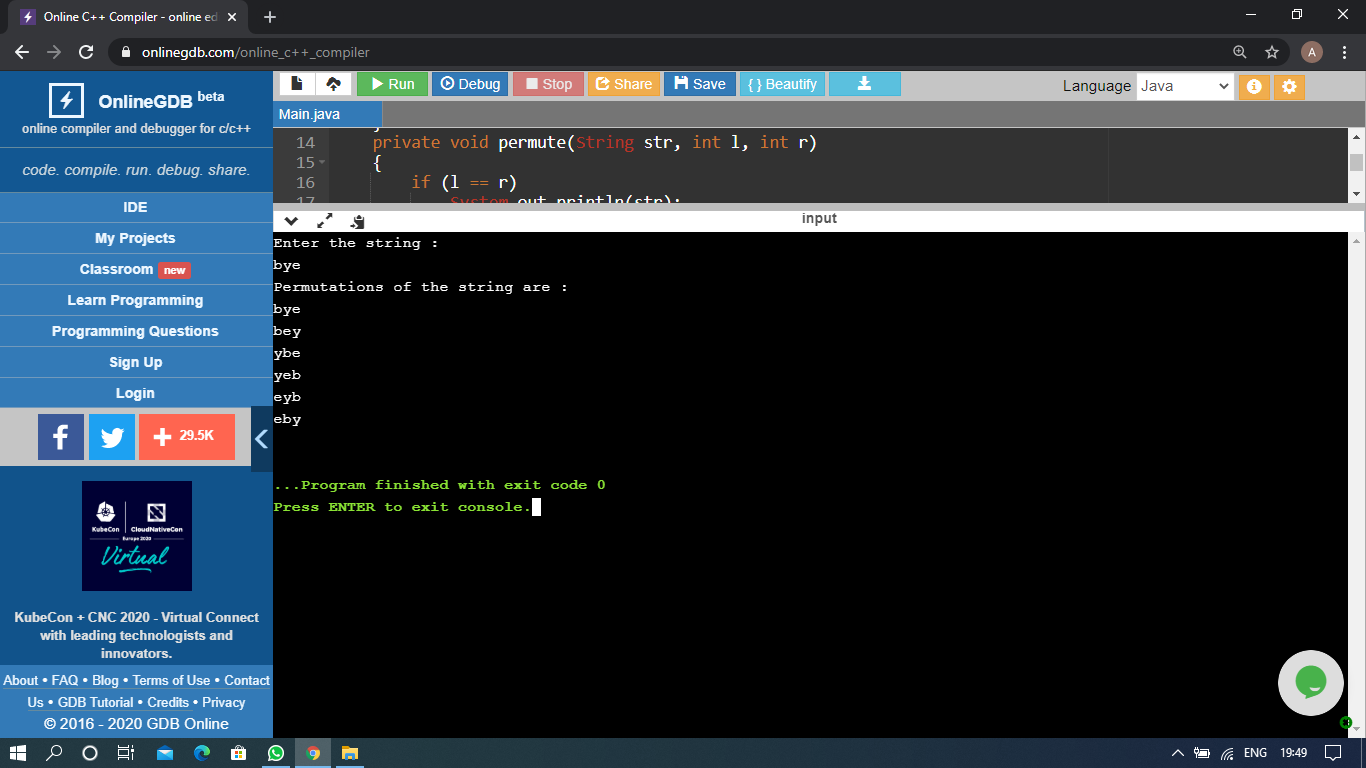 Online C++ Compiler - online ed
onlinegdb.com/online_c++_compiler
A
OnlineGDB beta
online compiler and debugger for c/c++
code. compile. run. debug. share.
IDE
My Projects
Classroom new
Learn Programming
Programming Questions
Sign Up
Login
29.5K
KubeCon CloudNativeCon
Europe 2020
Virtual
KubeCon + CNC 2020 - Virtual Connect
with leading technologists and
innovators.
About • FAQ • Blog • Terms of Use • Contact
Us • GDB Tutorial • Credits • Privacy
© 2016 - 2020 GDB Online
Run Debug Stop Share Save { } Beautify
Language Java
Main.java
14 private void permute(String str, int l, int r)
15 {
16 if (l == r)
17 System.out.println(str);
input
Enter the string :
bye
Permutations of the string are :
bye
bey
ybe
yeb
eyb
eby
...Program finished with exit code 0
Press ENTER to exit console.
ENG 19:49